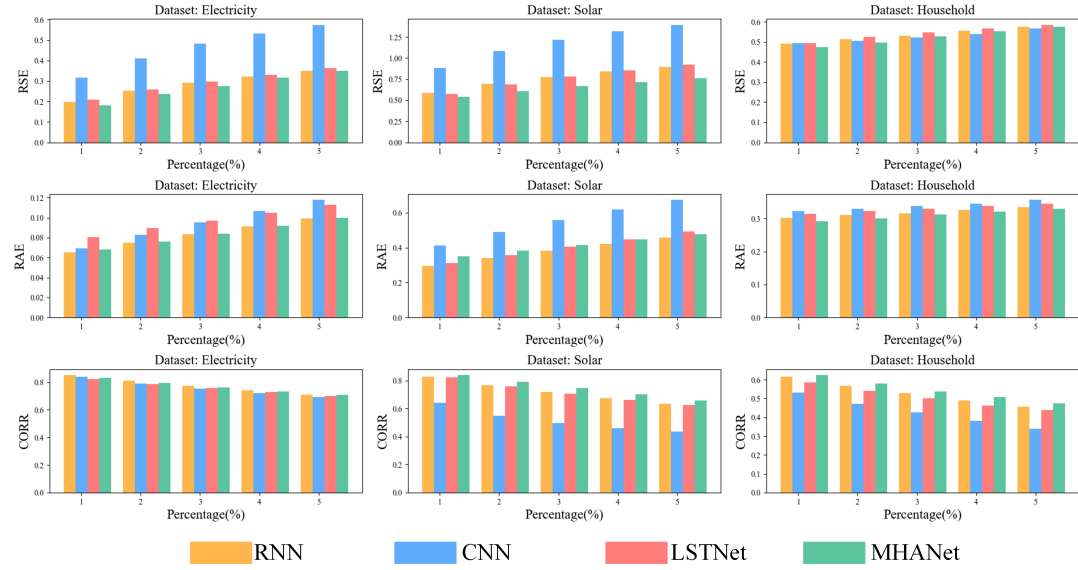 Dataset: Electricity
RSE
0.6
0.5
0.4
0.3
0.2
0.1
0.0
1 2 3 4 5
Percentage(%)
Dataset: Solar
RSE
1.25
1.00
0.75
0.50
0.25
0.00
1 2 3 4 5
Percentage(%)
Dataset: Household
RSE
0.6
0.5
0.4
0.3
0.2
0.1
0.0
1 2 3 4 5
Percentage(%)
Dataset: Electricity
RAE
0.12
0.10
0.08
0.06
0.04
0.02
0.00
1 2 3 4 5
Percentage(%)
Dataset: Solar
RAE
0.6
0.4
0.2
0.0
1 2 3 4 5
Percentage(%)
Dataset: Household
RAE
0.3
0.2
0.1
0.0
1 2 3 4 5
Percentage(%)
Dataset: Electricity
CORR
0.8
0.6
0.4
0.2
0.0
1 2 3 4 5
Percentage(%)
Dataset: Solar
CORR
0.8
0.6
0.4
0.2
0.0
1 2 3 4 5
Percentage(%)
Dataset: Household
CORR
0.6
0.5
0.4
0.3
0.2
0.1
0.0
1 2 3 4 5
Percentage(%)
RNN CNN LSTNet MHANet